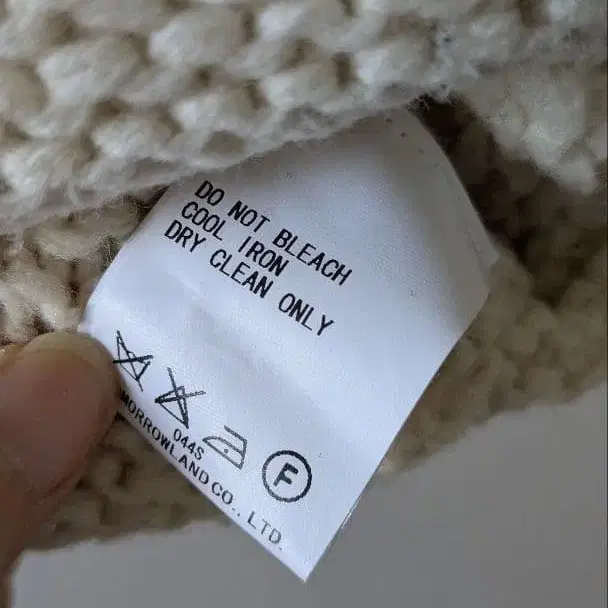 DO NOT BLEACH
COOL IRON
DRY CLEAN ONLY
044S
F
MORROWLAND CO., LTD.